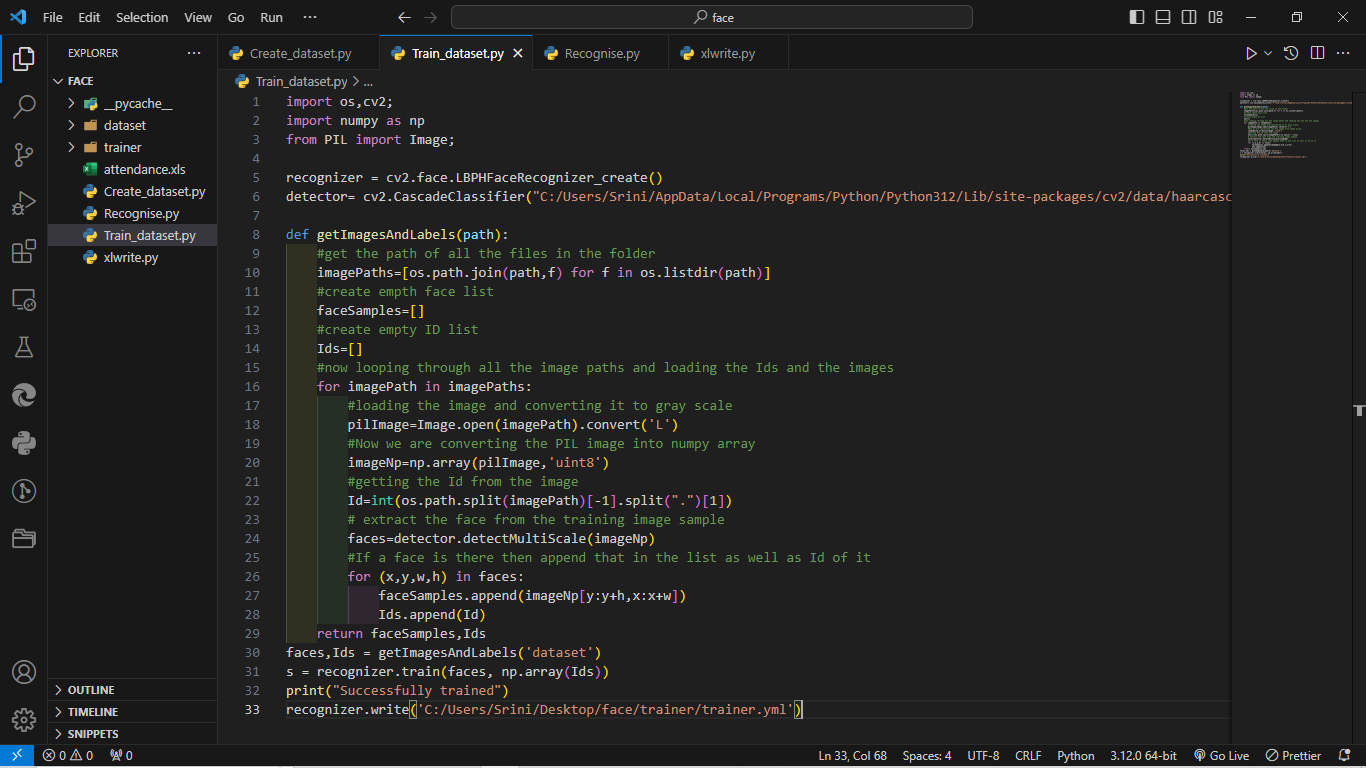 File Edit Selection View Go Run ··· face
EXPLORER ···
FACE
__pycache__
dataset
trainer
attendance.xls
Create_dataset.py
Recognise.py
Train_dataset.py
xlwrite.py
OUTLINE
TIMELINE
SNIPPETS
Create_dataset.py Train_dataset.py Recognise.py xlwrite.py
Train_dataset.py > ...
1 import os,cv2;
2 import numpy as np
3 from PIL import Image;
4
5 recognizer = cv2.face.LBPHFaceRecognizer_create()
6 detector= cv2.CascadeClassifier("C:/Users/Srini/AppData/Local/Programs/Python/Python312/Lib/site-packages/cv2/data/haarcasc
7
8 def getImagesAndLabels(path):
9 #get the path of all the files in the folder
10 imagePaths=[os.path.join(path,f) for f in os.listdir(path)]
11 #create empth face list
12 faceSamples=[]
13 #create empty ID list
14 Ids=[]
15 #now looping through all the image paths and loading the Ids and the images
16 for imagePath in imagePaths:
17 #loading the image and converting it to gray scale
18 pilImage=Image.open(imagePath).convert('L')
19 #Now we are converting the PIL image into numpy array
20 imageNp=np.array(pilImage,'uint8')
21 #getting the Id from the image
22 Id=int(os.path.split(imagePath)[-1].split(".")[1])
23 # extract the face from the training image sample
24 faces=detector.detectMultiScale(imageNp)
25 #If a face is there then append that in the list as well as Id of it
26 for (x,y,w,h) in faces:
27 faceSamples.append(imageNp[y:y+h,x:x+w])
28 Ids.append(Id)
29 return faceSamples,Ids
30 faces,Ids = getImagesAndLabels('dataset')
31 s = recognizer.train(faces, np.array(Ids))
32 print("Successfully trained")
33 recognizer.write('C:/Users/Srini/Desktop/face/trainer/trainer.yml')
0 0 0 Ln 33, Col 68 Spaces: 4 UTF-8 CRLF Python 3.12.0 64-bit Go Live Prettier